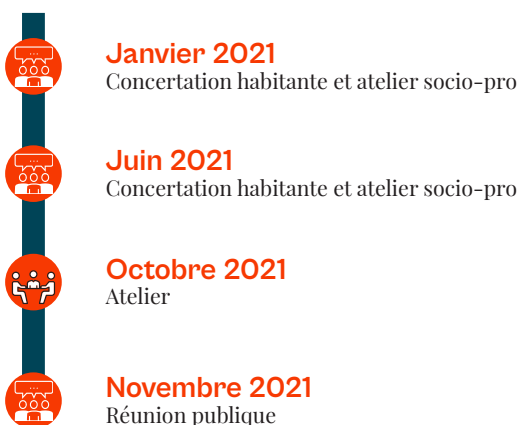 Janvier 2021
Concertation habitante et atelier socio-pro
Juin 2021
Concertation habitante et atelier socio-pro
Octobre 2021
Atelier
Novembre 2021
Réunion publique